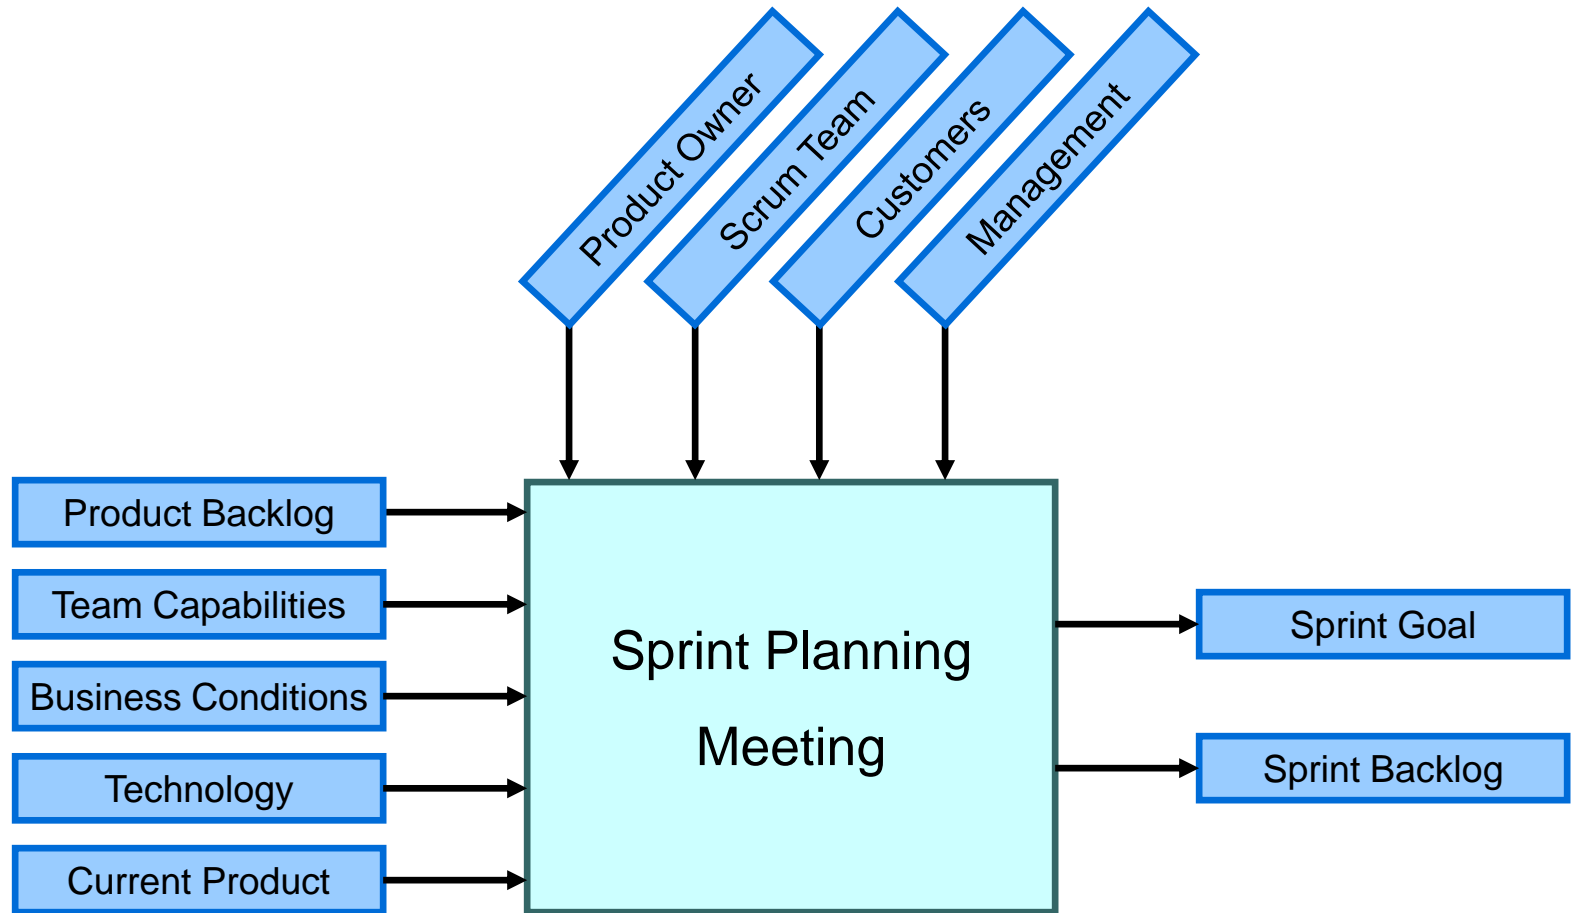 Product Owner
Scrum Team
Customers
Management
Product Backlog
Team Capabilities
Business Conditions
Technology
Current Product
Sprint Planning
Meeting
Sprint Goal
Sprint Backlog